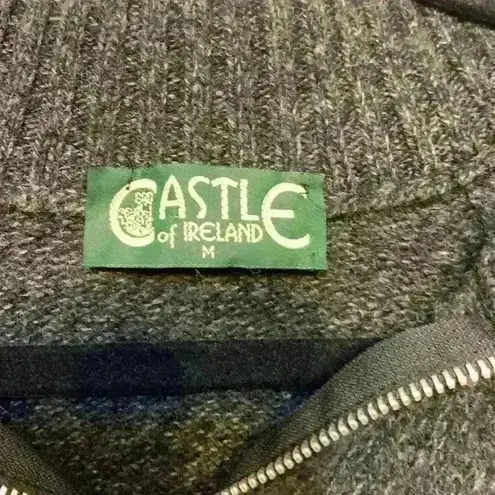 CASTLE
of IRELAND
M